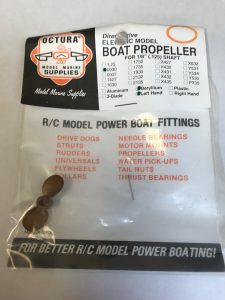 OCTURA
MODEL MARINE
SUPPLIES
Model Marine Supplies
Direct Drive
ELECTRIC MODEL
BOAT PROPELLER
FOR 1/8" (.125) SHAFT
Aluminum
Beryllium
Plastic
2-Blade
Left Hand
Right Hand
R/C MODEL POWER BOAT FITTINGS
DRIVE DOGS
STRUTS
RUDDERS
UNIVERSALS
FLYWHEELS
COLLARS
NEEDLE BEARINGS
MOTOR MOUNTS
PROPELLERS
WATER PICK-UPS
TAIL NUTS
THRUST BEARINGS
FOR BETTER R/C MODEL POWER BOATING!